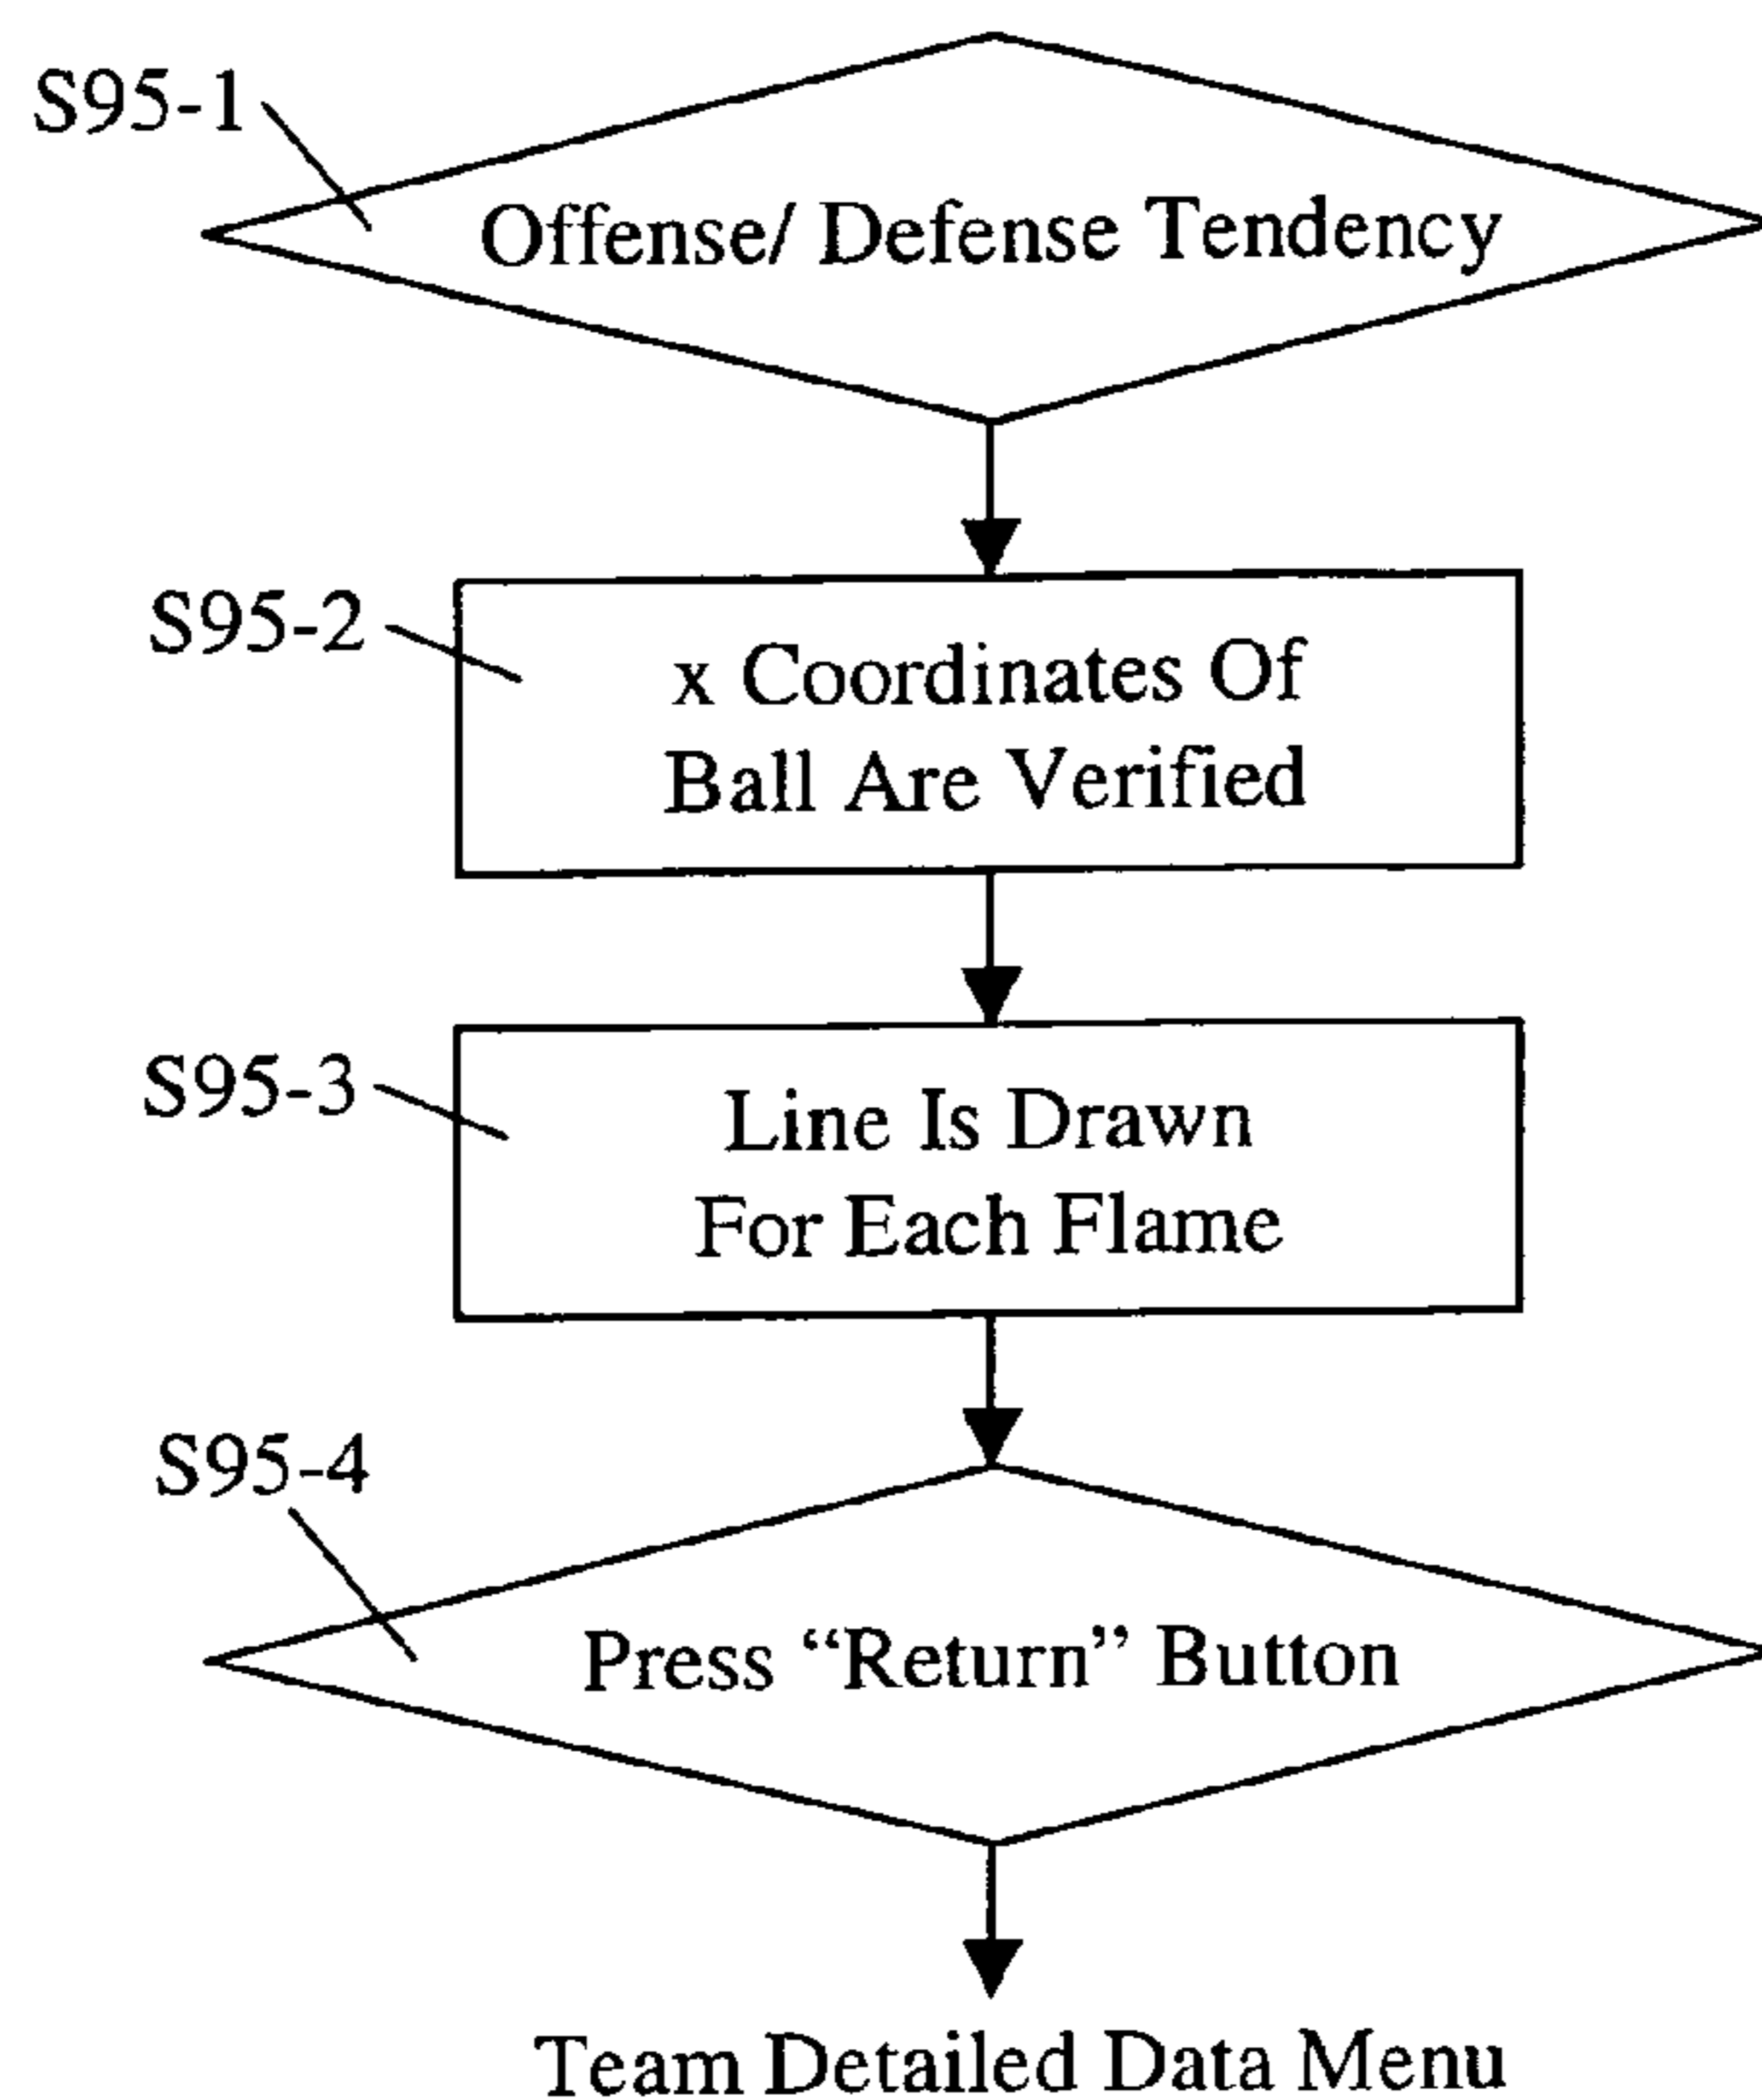 S95-1
Offense/ Defense Tendency
S95-2
x Coordinates Of
Ball Are Verified
S95-3
Line Is Drawn
For Each Flame
S95-4
Press “Return” Button
Team Detailed Data Menu